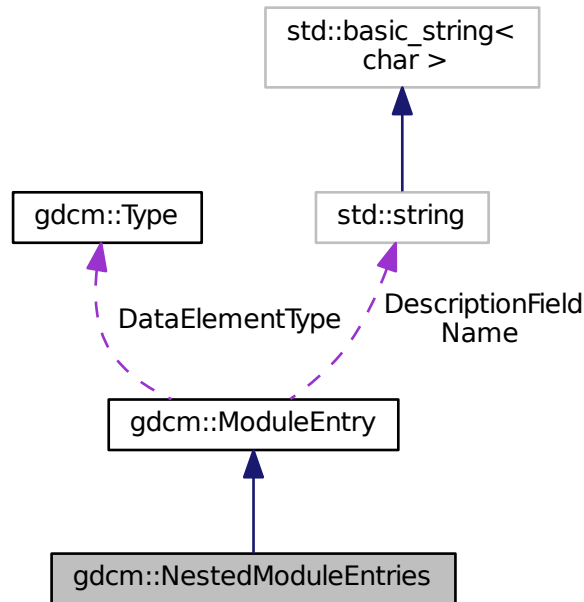 std::basic_string<
char >
gdcm::Type
std::string
DataElementType
DescriptionField
Name
gdcm::ModuleEntry
gdcm::NestedModuleEntries